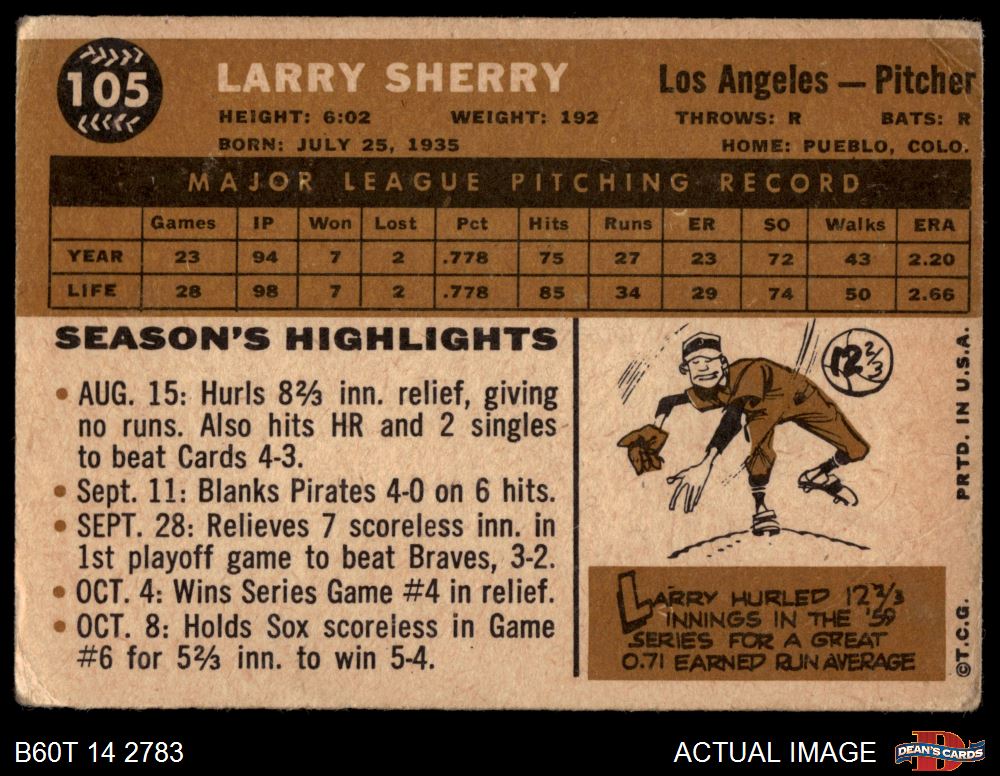 105
LARRY SHERRY
Los Angeles — Pitcher
HEIGHT: 6:02 WEIGHT: 192 THROWS: R BATS: R
BORN: JULY 25, 1935 HOME: PUEBLO, COLO.
MAJOR LEAGUE PITCHING RECORD
Games IP Won Lost Pct Hits Runs ER SO Walks ERA
YEAR 23 94 7 2 .778 75 27 23 72 43 2.20
LIFE 28 98 7 2 .778 85 34 29 74 50 2.66
SEASON'S HIGHLIGHTS
• AUG. 15: Hurls 8⅔ inn. relief, giving
no runs. Also hits HR and 2 singles
to beat Cards 4-3.
• Sept. 11: Blanks Pirates 4-0 on 6 hits.
• SEPT. 28: Relieves 7 scoreless inn. in
1st playoff game to beat Braves, 3-2.
• OCT. 4: Wins Series Game #4 in relief.
• OCT. 8: Holds Sox scoreless in Game
#6 for 5⅔ inn. to win 5-4.
12⅔
LARRY HURLED 12⅔
INNINGS IN THE '59
SERIES FOR A GREAT
0.71 EARNED RUN AVERAGE
PRTD. IN U.S.A.
©T.C.G.
B60T 14 2783
ACTUAL IMAGE
D
DEAN'S CARDS